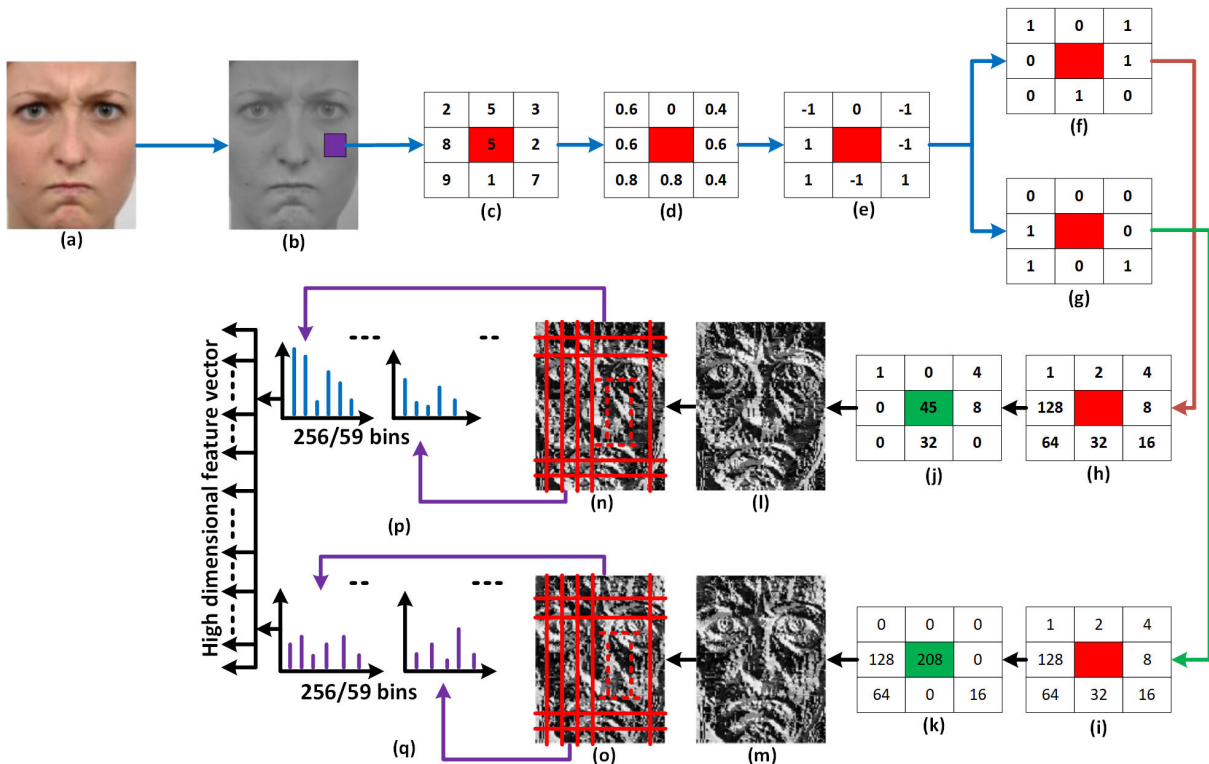 1 0 1
0 1
0 1 0
(f)
2 5 3
8 5 2
9 1 7
(c)
0.6 0 0.4
0.6 0.6
0.8 0.8 0.4
(d)
-1 0 -1
1 -1
1 -1 1
(e)
(a)
(b)
0 0 0
1 0
1 0 1
(g)
High dimensional feature vector
256/59 bins
(p)
(n)
(l)
1 0 4
0 45 8
0 32 0
(j)
1 2 4
128 8
64 32 16
(h)
256/59 bins
(q)
(o)
(m)
0 0 0
128 208 0
64 0 16
(k)
1 2 4
128 8
64 32 16
(i)